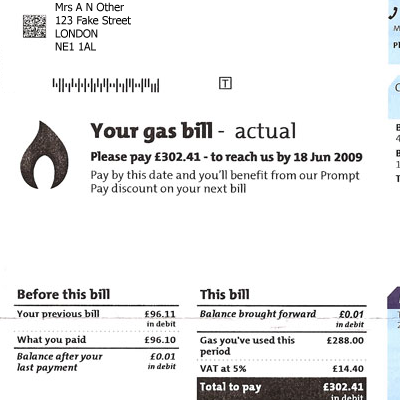 Mrs A N Other
123 Fake Street
LONDON
NE1 1AL
T
Your gas bill - actual
Please pay £302.41 - to reach us by 18 Jun 2009
Pay by this date and you'll benefit from our Prompt
Pay discount on your next bill
Before this bill
Your previous bill £96.11
in debit
What you paid £96.10
Balance after your £0.01
last payment in debit
This bill
Balance brought forward £0.01
in debit
Gas you've used this £288.00
period
VAT at 5% £14.40
Total to pay £302.41
in debit